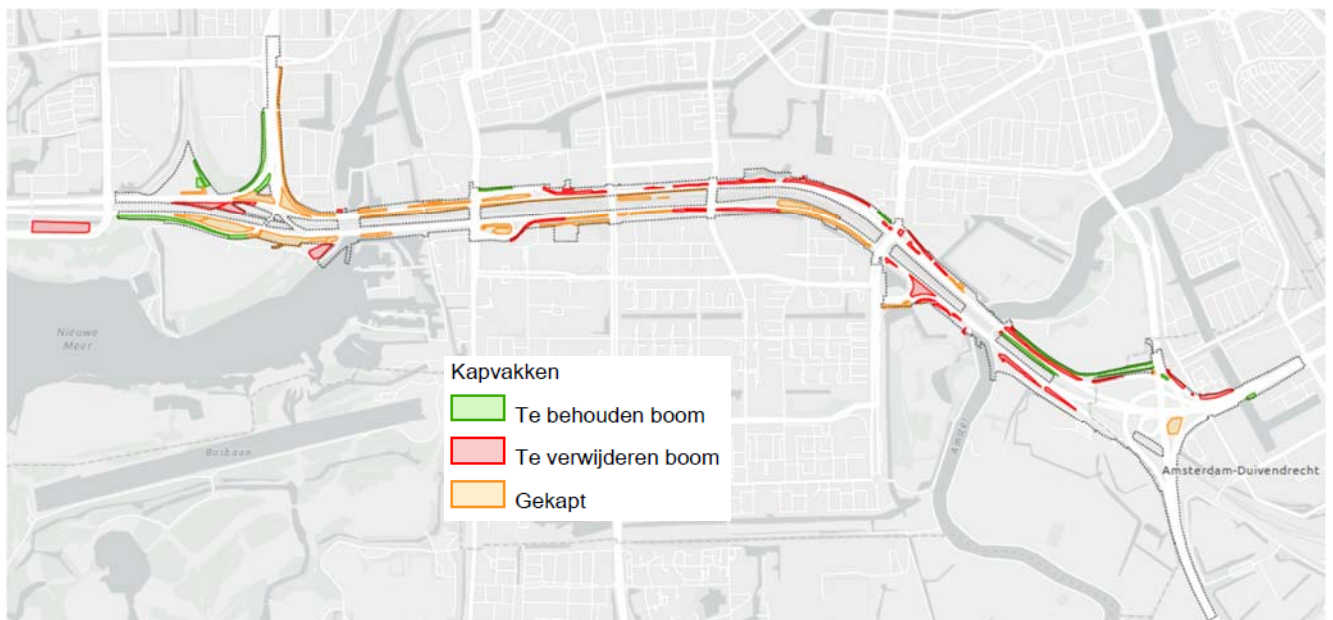 Nieuwe
Meer
Kapvakken
Te behouden boom
Te verwijderen boom
Gekapt
Bosbaan
Amstel
Amsterdam-Duivendrecht